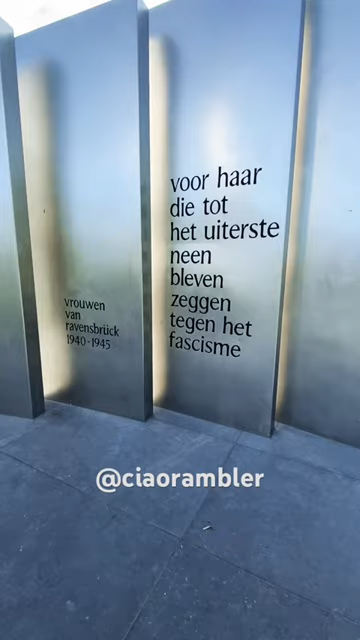 vrouwen
van
ravensbrück
1940-1945
voor haar
die tot
het uiterste
neen
bleven
zeggen
tegen het
fascisme
@ciaorambler